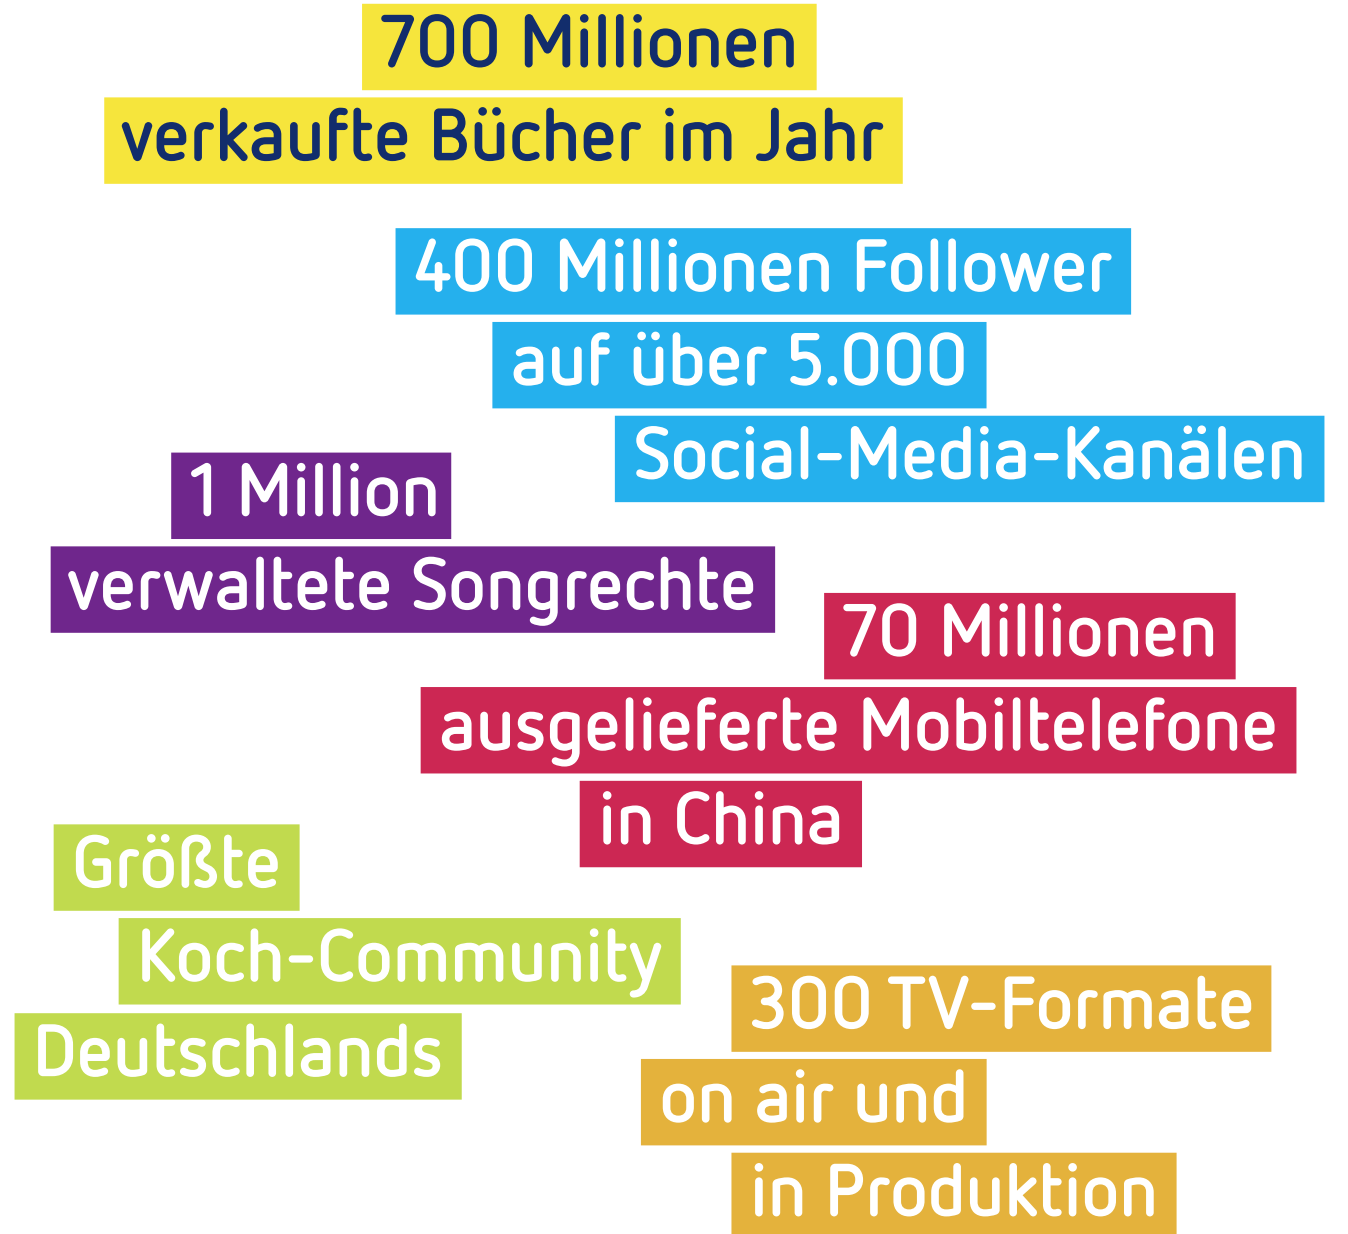 700 Millionen
verkaufte Bücher im Jahr
400 Millionen Follower
auf über 5.000
Social-Media-Kanälen
1 Million
verwaltete Songrechte
70 Millionen
ausgelieferte Mobiltelefone
in China
Größte
Koch-Community
Deutschlands
300 TV-Formate
on air und
in Produktion